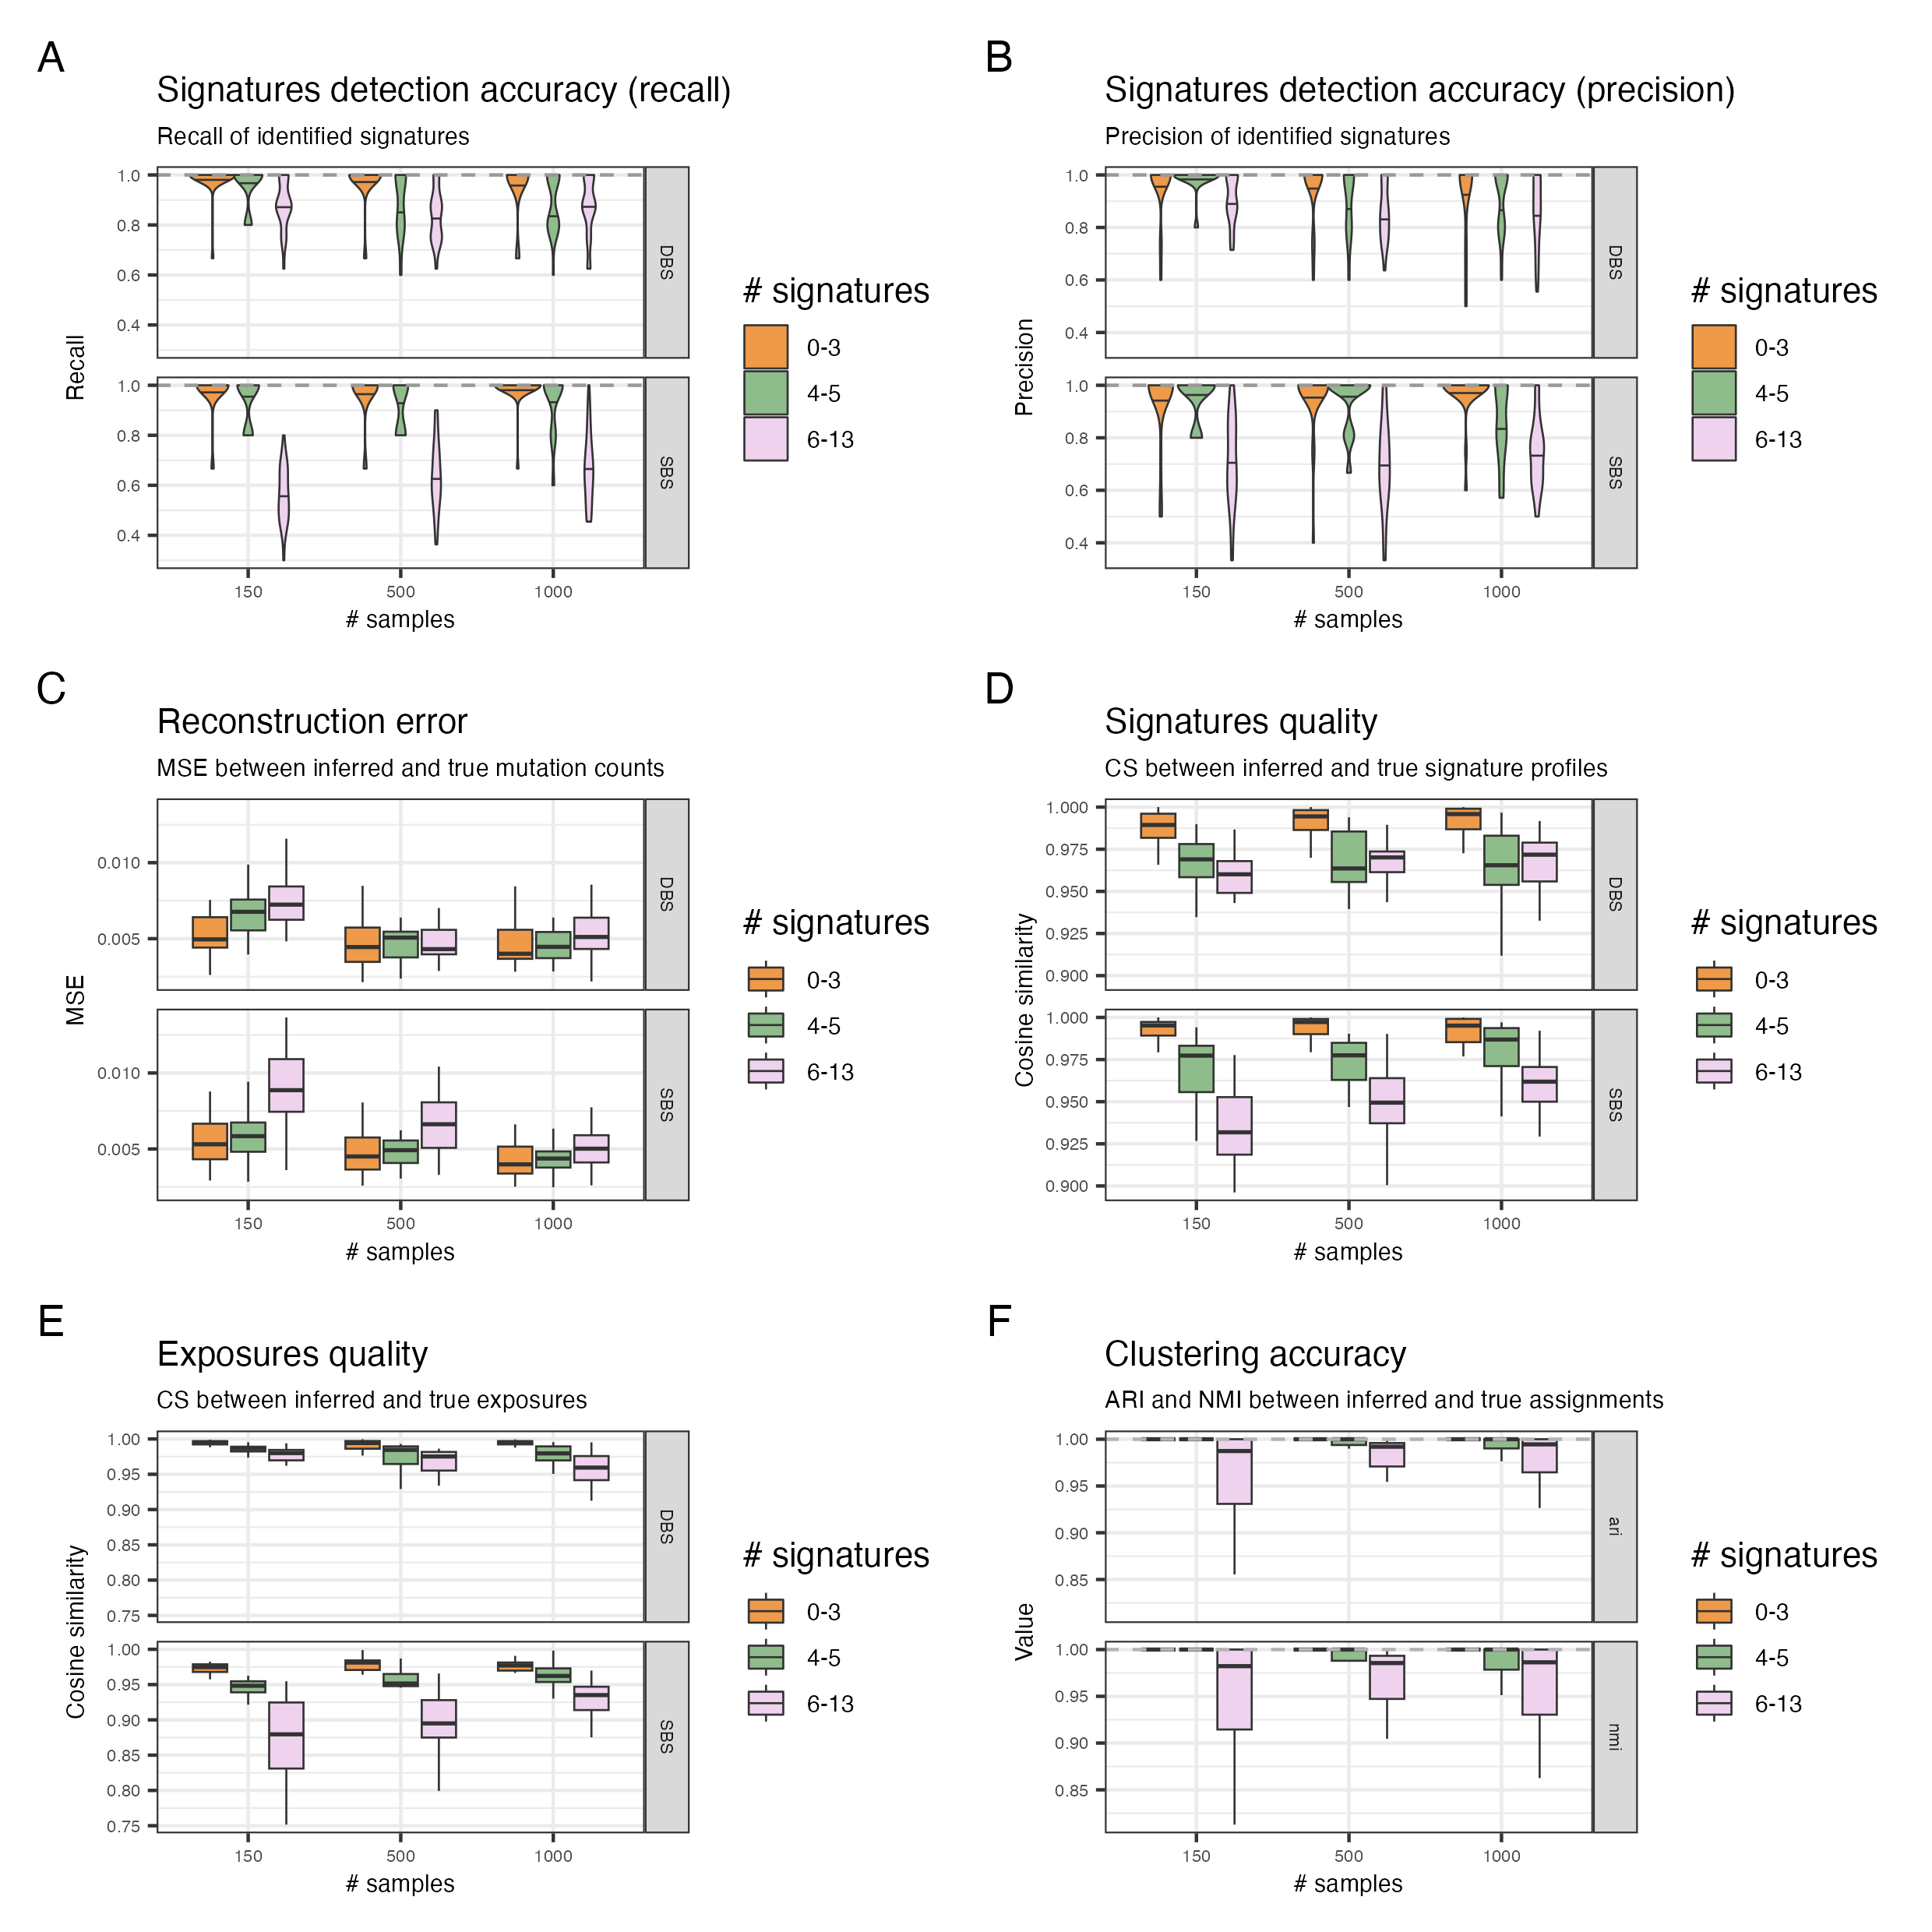 A
Signatures detection accuracy (recall)
Recall of identified signatures
Recall
1.0
0.8
0.6
0.4
DBS
1.0
0.8
0.6
0.4
SBS
150
500
1000
# samples
# signatures
0-3
4-5
6-13
B
Signatures detection accuracy (precision)
Precision of identified signatures
Precision
1.0
0.8
0.6
0.4
DBS
1.0
0.8
0.6
0.4
SBS
150
500
1000
# samples
# signatures
0-3
4-5
6-13
C
Reconstruction error
MSE between inferred and true mutation counts
MSE
0.010
0.005
DBS
0.010
0.005
SBS
150
500
1000
# samples
# signatures
0-3
4-5
6-13
D
Signatures quality
CS between inferred and true signature profiles
Cosine similarity
1.000
0.975
0.950
0.925
0.900
DBS
1.000
0.975
0.950
0.925
0.900
SBS
150
500
1000
# samples
# signatures
0-3
4-5
6-13
E
Exposures quality
CS between inferred and true exposures
Cosine similarity
1.00
0.95
0.90
0.85
0.80
0.75
DBS
1.00
0.95
0.90
0.85
0.80
0.75
SBS
150
500
1000
# samples
# signatures
0-3
4-5
6-13
F
Clustering accuracy
ARI and NMI between inferred and true assignments
Value
1.00
0.95
0.90
0.85
ari
1.00
0.95
0.90
0.85
nmi
150
500
1000
# samples
# signatures
0-3
4-5
6-13